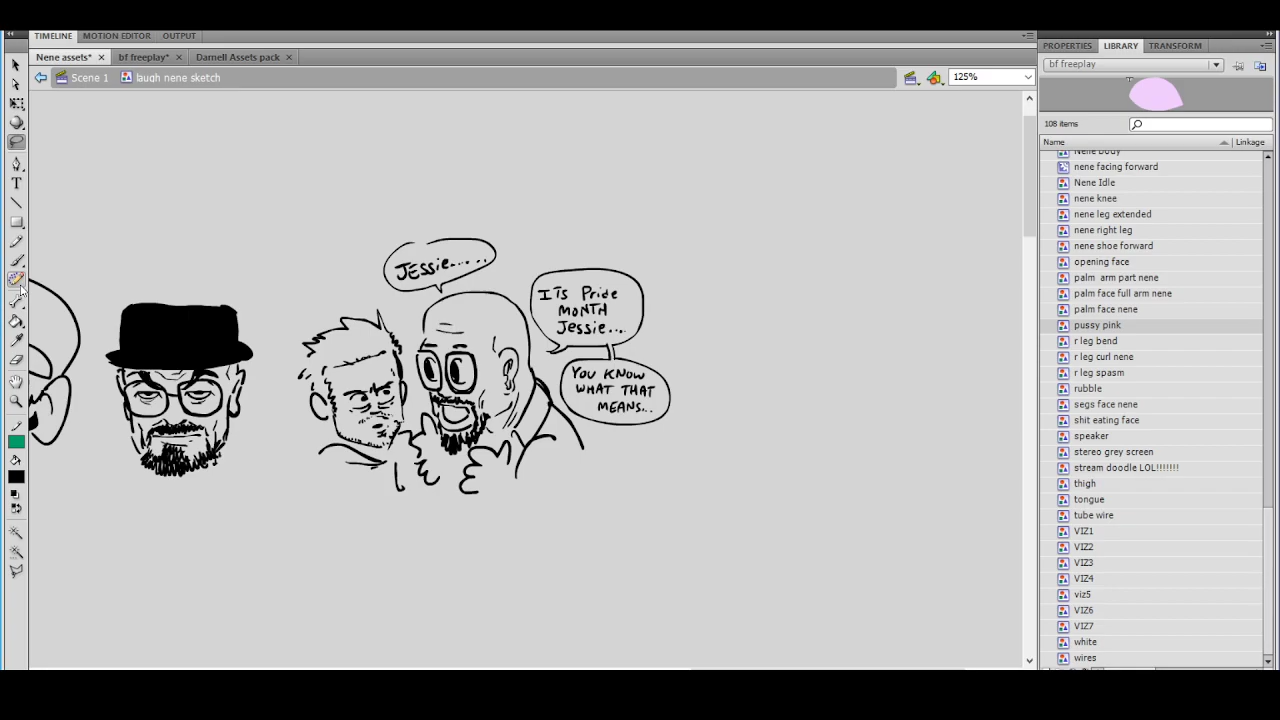 TIMELINE MOTION EDITOR OUTPUT
Nene assets* bf freeplay* Darnell Assets pack
Scene 1 laugh nene sketch
125%
JESSiE......
ITS Pride
MONTH
Jessie...
YOU KNOW
WHAT THAT
MEANS...
PROPERTIES LIBRARY TRANSFORM
bf freeplay
108 items
Name Linkage
Nene body
nene facing forward
Nene Idle
nene knee
nene leg extended
nene right leg
nene shoe forward
opening face
palm arm part nene
palm face full arm nene
palm face nene
pussy pink
r leg bend
r leg curl nene
r leg spasm
rubble
segs face nene
shit eating face
speaker
stereo grey screen
stream doodle LOL!!!!!!!
thigh
tongue
tube wire
VIZ1
VIZ2
VIZ3
VIZ4
viz5
VIZ6
VIZ7
white
wires